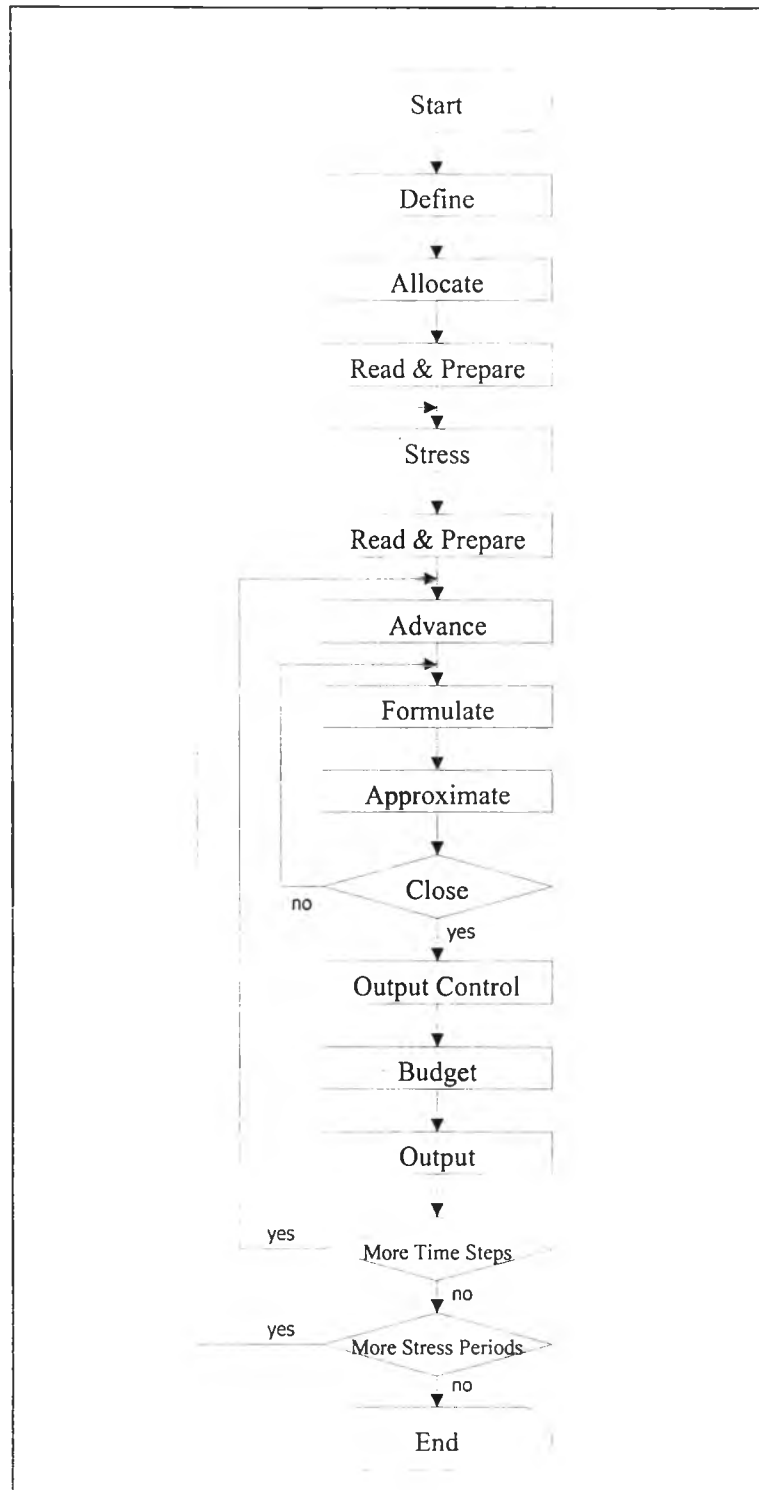 Start
Define
Allocate
Read & Prepare
Stress
Read & Prepare
Advance
Formulate
Approximate
Close
no
yes
Output Control
Budget
Output
yes
More Time Steps
no
yes
More Stress Periods
no
End